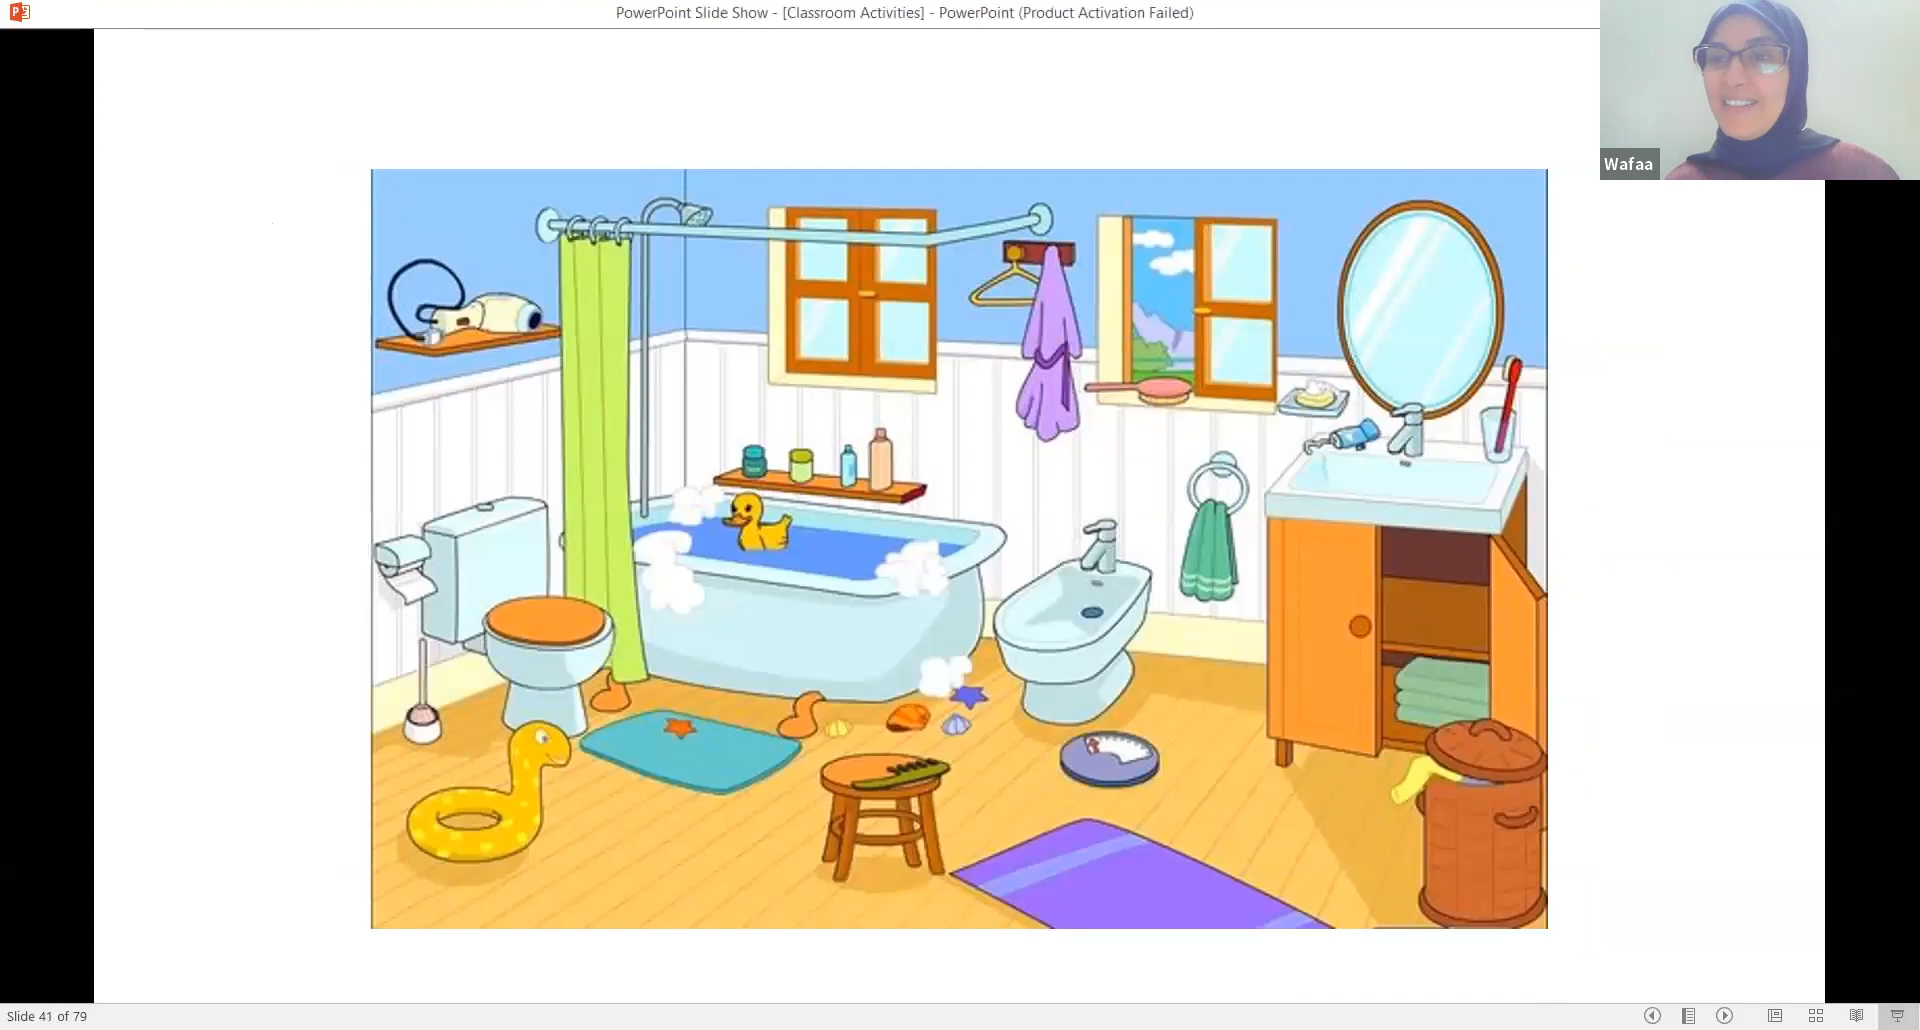 PowerPoint Slide Show - [Classroom Activities] - PowerPoint (Product Activation Failed)
Wafaa
Slide 41 of 79